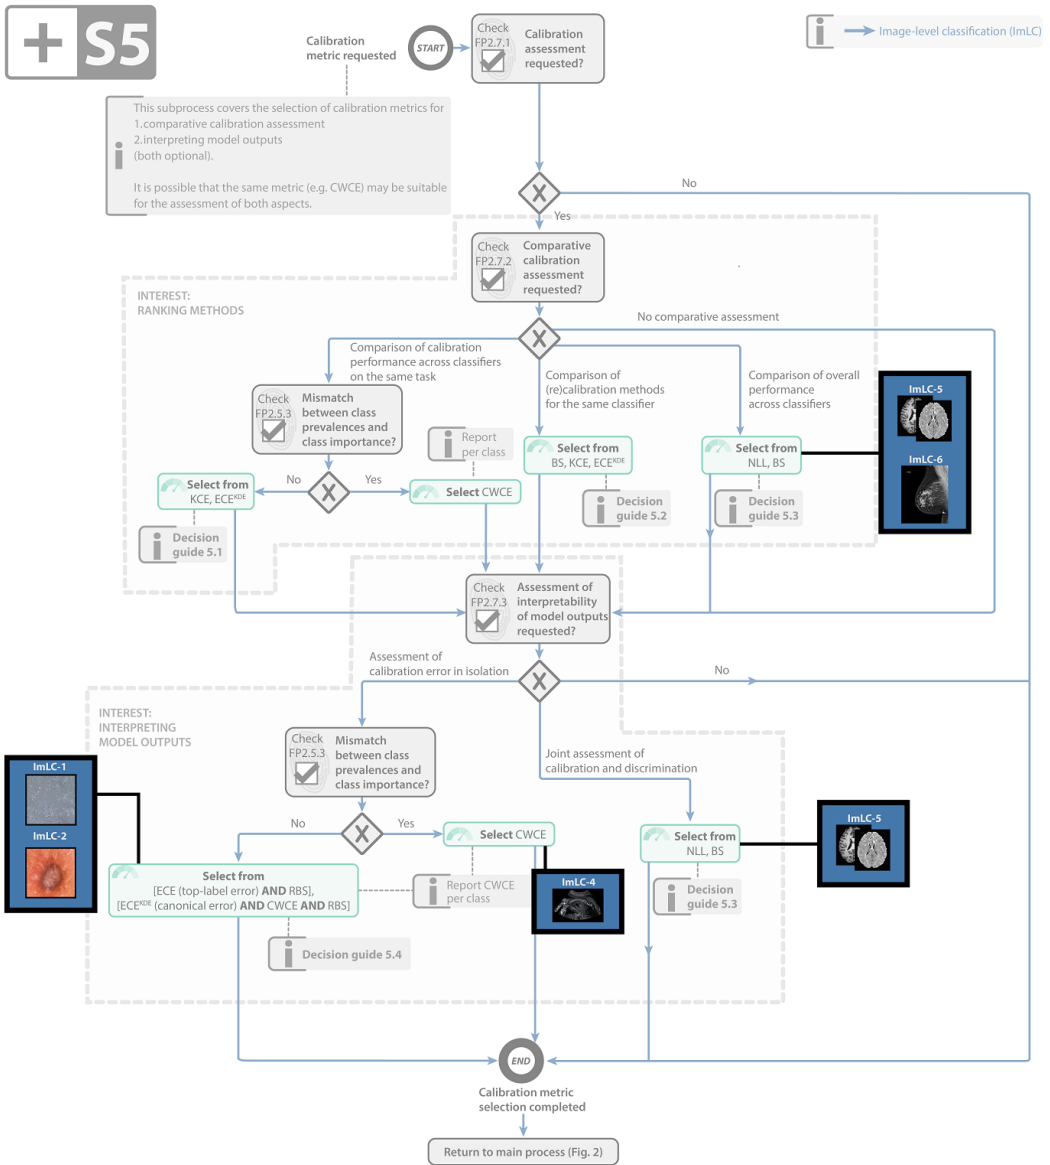 + S5
Calibration
metric requested
START
Check
FP2.7.1
Calibration
assessment
requested?
Image-level classification (ImLC)
This subprocess covers the selection of calibration metrics for
1.comparative calibration assessment
2.interpreting model outputs
(both optional).
It is possible that the same metric (e.g. CWCE) may be suitable
for the assessment of both aspects.
X
No
Yes
Check
FP2.7.2
Comparative
calibration
assessment
requested?
INTEREST:
RANKING METHODS
X
No comparative assessment
Comparison of calibration
performance across classifiers
on the same task
Comparison of
(re)calibration methods
for the same classifier
Comparison of overall
performance
across classifiers
Check
FP2.5.3
Mismatch
between class
prevalences and
class importance?
Report
per class
Select from
BS, KCE, ECEᴷᴰᴱ
Select from
NLL, BS
ImLC-5
ImLC-6
Select from
KCE, ECEᴷᴰᴱ
No
X
Yes
Select CWCE
Decision
guide 5.1
Decision
guide 5.2
Decision
guide 5.3
Check
FP2.7.3
Assessment of
interpretability
of model outputs
requested?
Assessment of
calibration error in isolation
X
No
INTEREST:
INTERPRETING
MODEL OUTPUTS
Check
FP2.5.3
Mismatch
between class
prevalences and
class importance?
Joint assessment of
calibration and discrimination
ImLC-1
ImLC-2
No
X
Yes
Select CWCE
Select from
NLL, BS
ImLC-5
Select from
[ECE (top-label error) AND RBS],
[ECEᴷᴰᴱ (canonical error) AND CWCE AND RBS]
Report CWCE
per class
ImLC-4
Decision
guide 5.3
Decision guide 5.4
END
Calibration metric
selection completed
Return to main process (Fig. 2)